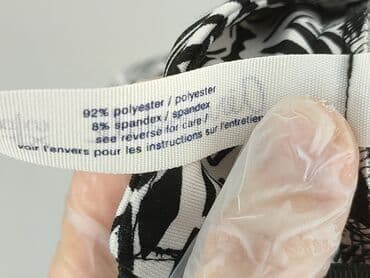 92% polyester / polyester
8% spandex / spandex
see reverse for care /
voir l'envers pour les instructions sur l'entretien